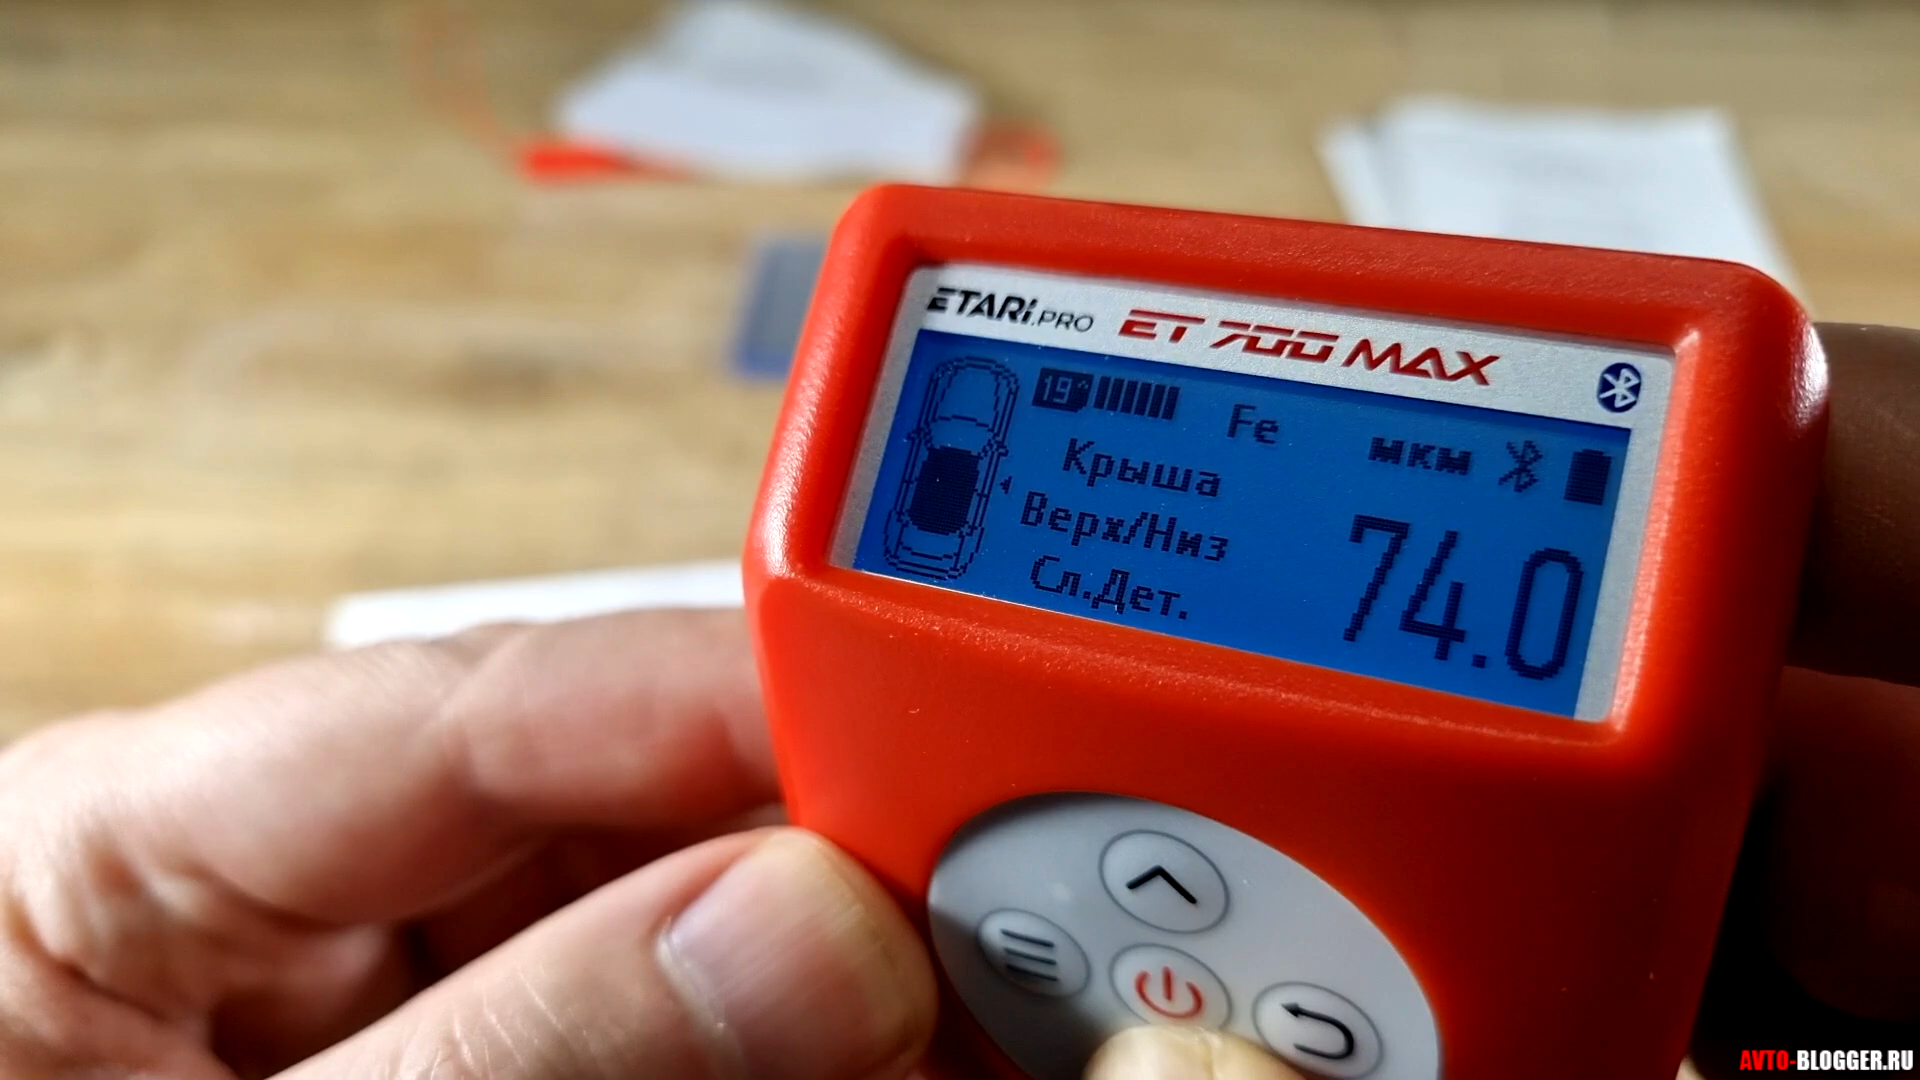 ETARI.PRO ET 700 MAX
19° Fe мкм
Крыша
Верх/Низ
Сл.Дет.
74.0
AVTO-BLOGGER.RU